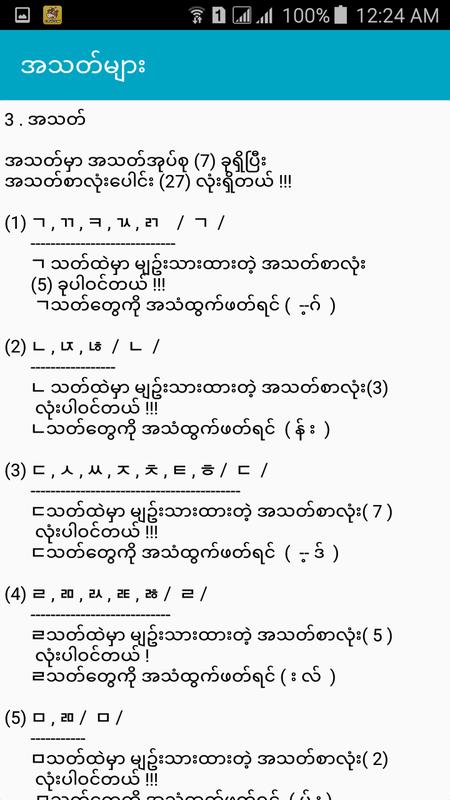 1 100% 12:24 AM
အသတ်များ
3 . အသတ်
အသတ်မှာ အသတ်အုပ်စု (7) ခုရှိပြီး
အသတ်စာလုံးပေါင်း (27) လုံးရှိတယ် !!!
(1) ㄱ , ㄲ , ㅋ , ㄳ , ㄺ / ㄱ /
-----------------------------
ㄱ သတ်ထဲမှာ မျဥ်းသားထားတဲ့ အသတ်စာလုံး
(5) ခုပါဝင်တယ် !!!
ㄱသတ်တွေကို အသံထွက်ဖတ်ရင် ( --့ဂ် )
(2) ㄴ , ㄵ , ㄶ / ㄴ /
-----------------
ㄴ သတ်ထဲမှာ မျဥ်းသားထားတဲ့ အသတ်စာလုံး(3)
လုံးပါဝင်တယ် !!!
ㄴသတ်တွေကို အသံထွက်ဖတ်ရင် ( န် း )
(3) ㄷ , ㅅ , ㅆ , ㅈ , ㅊ , ㅌ , ㅎ / ㄷ /
------------------------------------------
ㄷသတ်ထဲမှာ မျဥ်းသားထားတဲ့ အသတ်စာလုံး( 7 )
လုံးပါဝင်တယ် !!!
ㄷသတ်တွေကို အသံထွက်ဖတ်ရင် ( --့ ဒ် )
(4) ㄹ , ㄻ , ㄽ , ㄾ , ㅀ / ㄹ /
----------------------------
ㄹသတ်ထဲမှာ မျဥ်းသားထားတဲ့ အသတ်စာလုံး( 5 )
လုံးပါဝင်တယ် !
ㄹသတ်တွေကို အသံထွက်ဖတ်ရင် ( း လ် )
(5) ㅁ , ㄻ / ㅁ /
-----------
ㅁသတ်ထဲမှာ မျဥ်းသားထားတဲ့ အသတ်စာလုံး( 2)
လုံးပါဝင်တယ် !!!